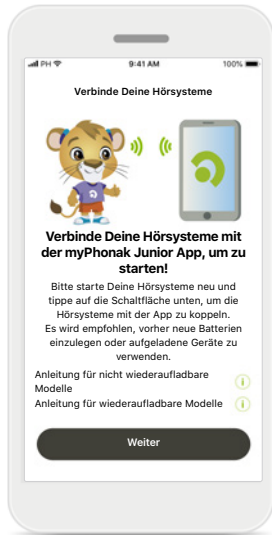 PH 9:41 AM 100%
Verbinde Deine Hörsysteme
Verbinde Deine Hörsysteme mit
der myPhonak Junior App, um zu
starten!
Bitte starte Deine Hörsysteme neu und
tippe auf die Schaltfläche unten, um die
Hörsysteme mit der App zu koppeln.
Es wird empfohlen, vorher neue Batterien
einzulegen oder aufgeladene Geräte zu
verwenden.
Anleitung für nicht wiederaufladbare
Modelle
Anleitung für wiederaufladbare Modelle
Weiter